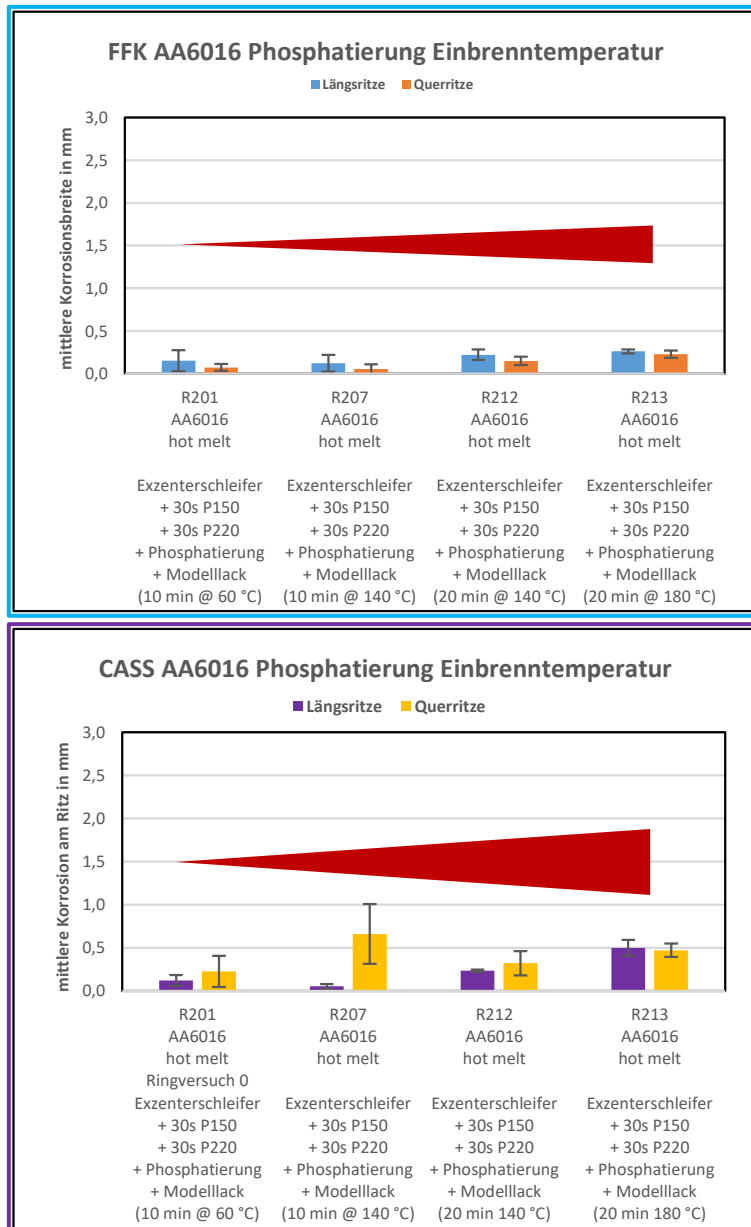 FFK AA6016 Phosphatierung Einbrenntemperatur
Längsritze Querritze
mittlere Korrosionsbreite in mm
3,0
2,5
2,0
1,5
1,0
0,5
0,0
R201 R207 R212 R213
AA6016 AA6016 AA6016 AA6016
hot melt hot melt hot melt hot melt
Exzenterschleifer Exzenterschleifer Exzenterschleifer Exzenterschleifer
+ 30s P150 + 30s P150 + 30s P150 + 30s P150
+ 30s P220 + 30s P220 + 30s P220 + 30s P220
+ Phosphatierung + Phosphatierung + Phosphatierung + Phosphatierung
+ Modelllack + Modelllack + Modelllack + Modelllack
(10 min @ 60 °C) (10 min @ 140 °C) (20 min @ 140 °C) (20 min @ 180 °C)
CASS AA6016 Phosphatierung Einbrenntemperatur
Längsritze Querritze
mittlere Korrosion am Ritz in mm
3,0
2,5
2,0
1,5
1,0
0,5
0,0
R201 R207 R212 R213
AA6016 AA6016 AA6016 AA6016
hot melt hot melt hot melt hot melt
Ringversuch 0
Exzenterschleifer Exzenterschleifer Exzenterschleifer Exzenterschleifer
+ 30s P150 + 30s P150 + 30s P150 + 30s P150
+ 30s P220 + 30s P220 + 30s P220 + 30s P220
+ Phosphatierung + Phosphatierung + Phosphatierung + Phosphatierung
+ Modelllack + Modelllack + Modelllack + Modelllack
(10 min @ 60 °C) (10 min @ 140 °C) (20 min 140 °C) (20 min 180 °C)